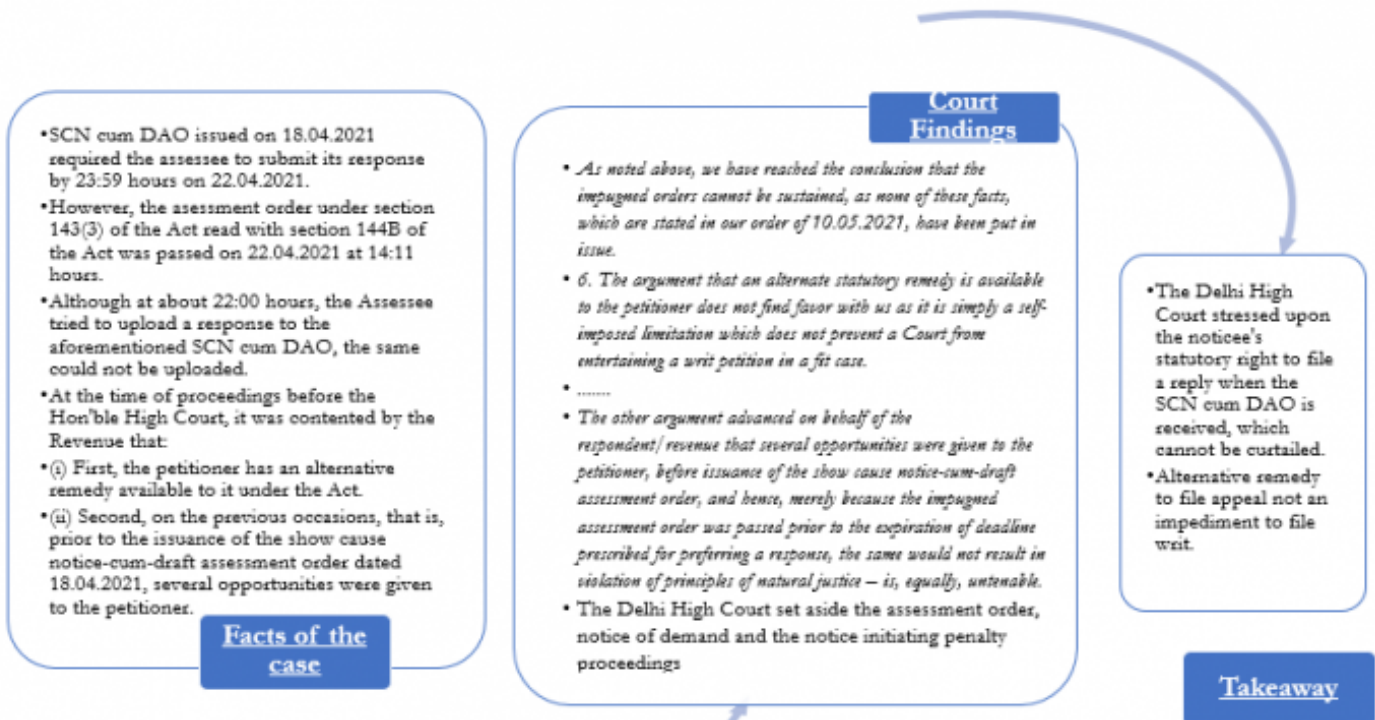 •SCN cum DAO issued on 18.04.2021
required the assessee to submit its response
by 23:59 hours on 22.04.2021.
•However, the asessment order under section
143(3) of the Act read with section 144B of
the Act was passed on 22.04.2021 at 14:11
hours.
•Although at about 22:00 hours, the Assessee
tried to upload a response to the
aforementioned SCN cum DAO, the same
could not be uploaded.
•At the time of proceedings before the
Hon'ble High Court, it was contented by the
Revenue that:
•(i) First, the petitioner has an alternative
remedy available to it under the Act.
•(ii) Second, on the previous occasions, that is,
prior to the issuance of the show cause
notice-cum-draft assessment order dated
18.04.2021, several opportunities were given
to the petitioner.
Facts of the
case
Court
Findings
• As noted above, we have reached the conclusion that the
impugned orders cannot be sustained, as none of these facts,
which are stated in our order of 10.05.2021, have been put in
issue.
• 6. The argument that an alternate statutory remedy is available
to the petitioner does not find favor with us as it is simply a self-
imposed limitation which does not prevent a Court from
entertaining a writ petition in a fit case.
• .......
• The other argument advanced on behalf of the
respondent/revenue that several opportunities were given to the
petitioner, before issuance of the show cause notice-cum-draft
assessment order, and hence, merely because the impugned
assessment order was passed prior to the expiration of deadline
prescribed for preferring a response, the same would not result in
violation of principles of natural justice – is, equally, untenable.
• The Delhi High Court set aside the assessment order,
notice of demand and the notice initiating penalty
proceedings
•The Delhi High
Court stressed upon
the noticee's
statutory right to file
a reply when the
SCN cum DAO is
received, which
cannot be curtailed.
•Alternative remedy
to file appeal not an
impediment to file
writ.
Takeaway